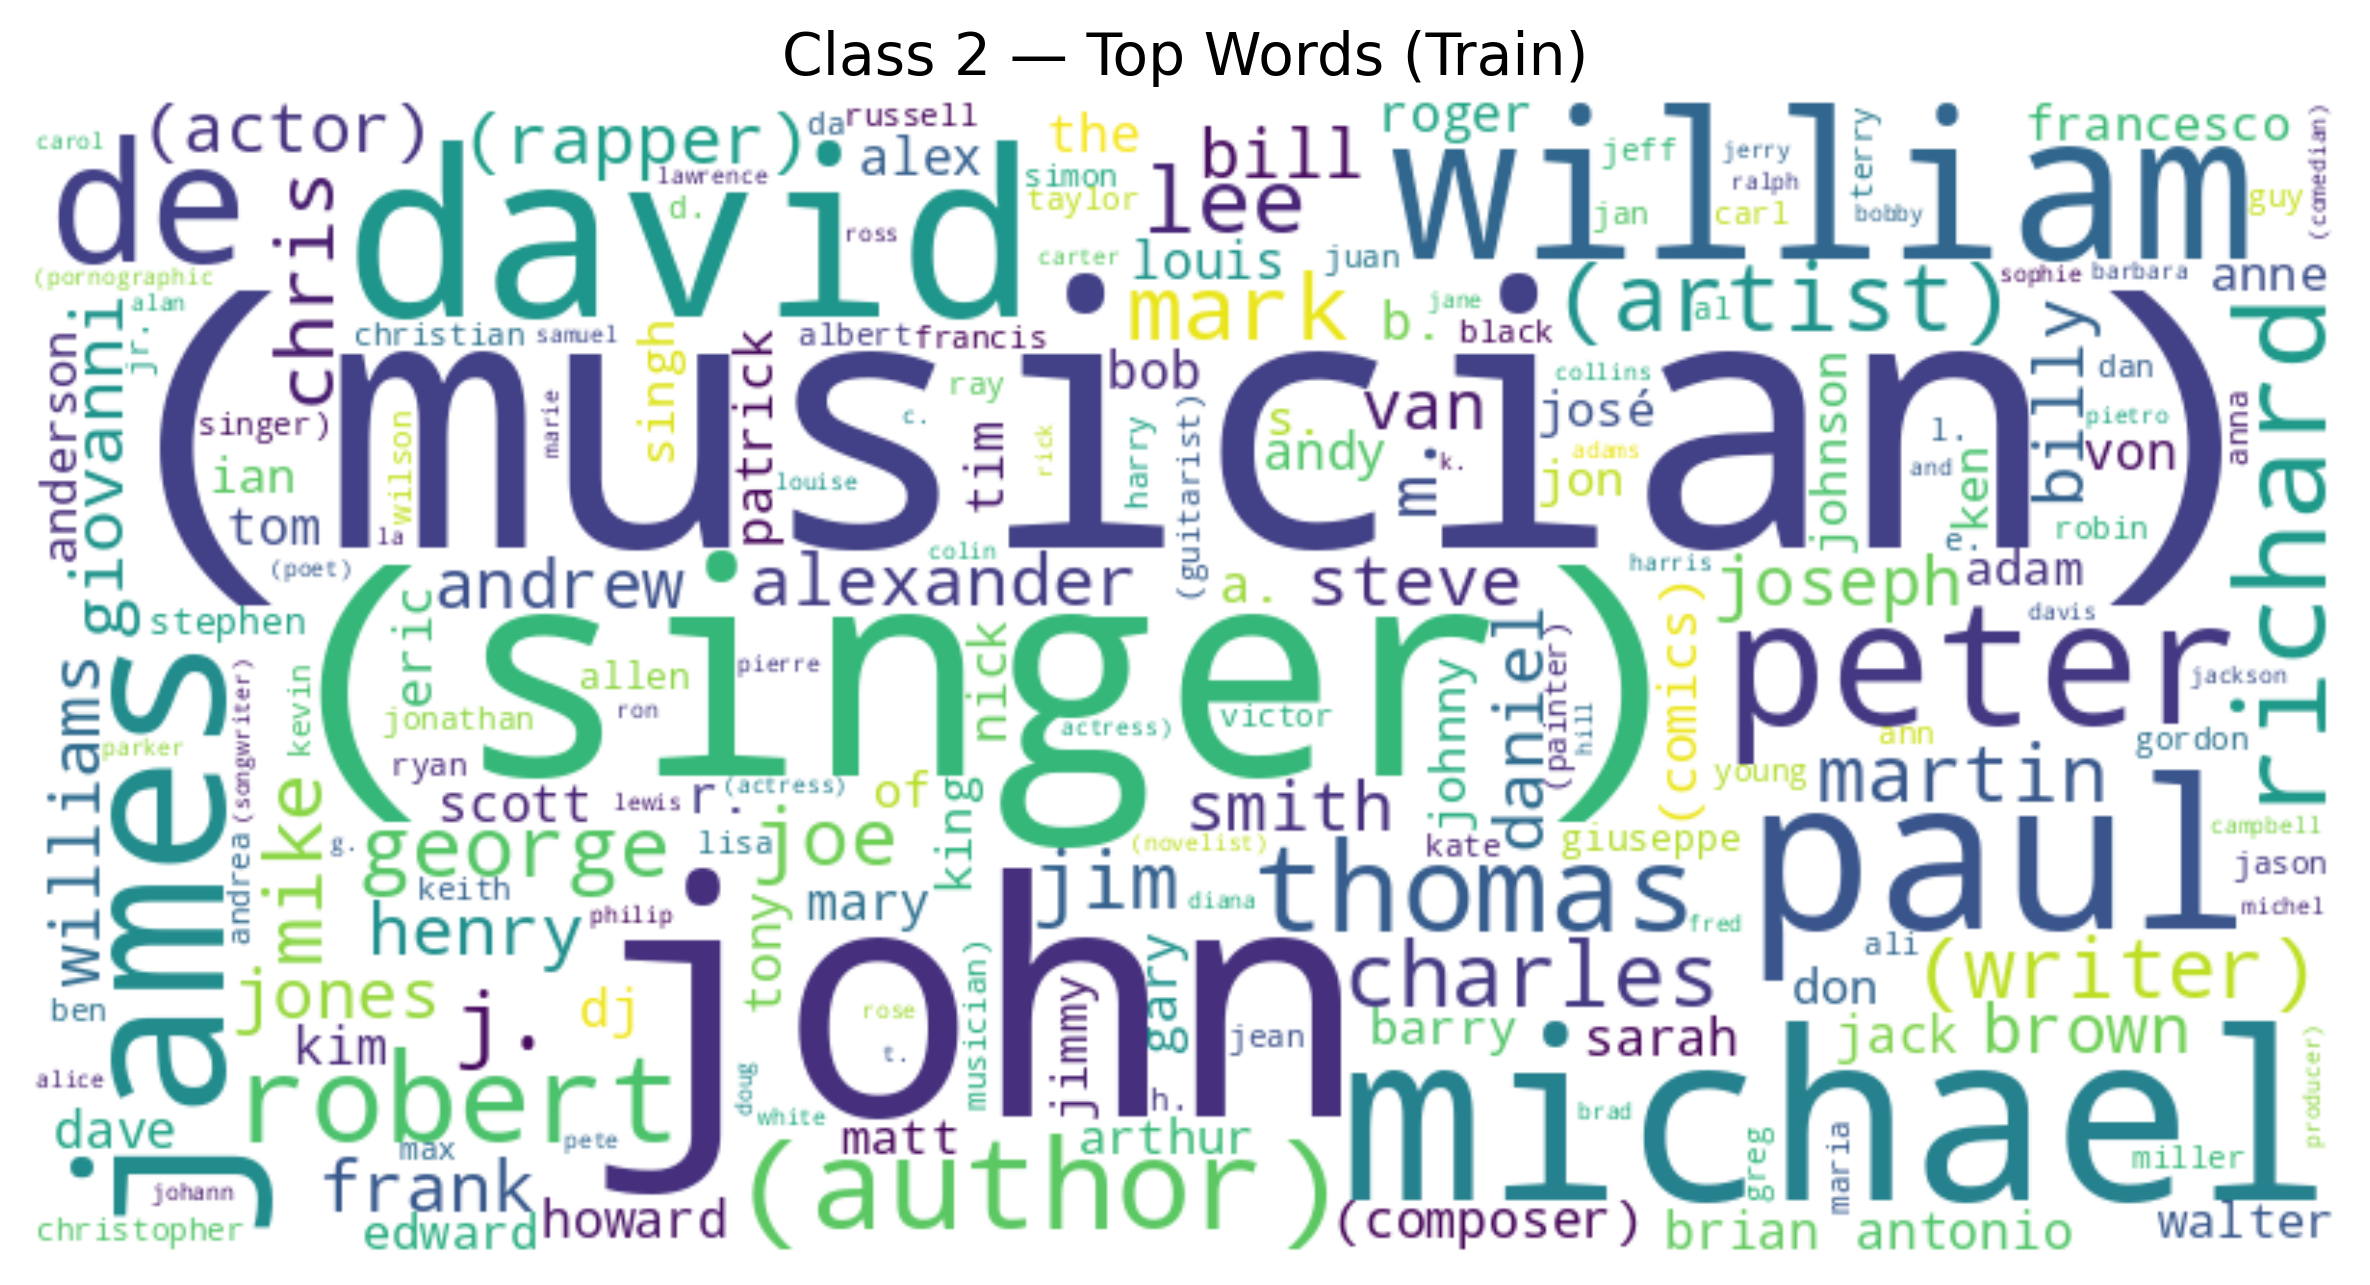 Class 2 — Top Words (Train)
carol
de
(actor)
(rapper)
da
russell
the
bill
roger
william
jeff
jerry
terry
francesco
(comedian)
david
lawrence
alex
simon
taylor
lee
jan
ralph
carl
bobby
guy
d.
ross
chris
carter
louis
juan
sophie
barbara
anne
(pornographic
alan
jr.
giovanni
anderson
christian
samuel
singh
patrick
albert
francis
mark
b.
jane
black
(artist)
al
billy
richard
(musician)
singer)
marie
wilson
ian
tom
la
louise
ray
c.
tim
rick
bob
harry
(guitarist)
s.
andy
van
m.
k.
josé
collins
adams
jon
johnson
l.
and
ken
e.
dan
pietro
von
anna
robin
(poet)
stephen
eric
andrew
alexander
colin
a.
steve
harris
joseph
adam
davis
(singer)
williams
james
kevin
(songwriter)
parker
allen
pierre
ron
jonathan
ryan
nick
actress)
victor
johnny
daniel
(painter)
hill
(comics)
peter
jackson
ann
gordon
young
martin
scott
lewis
r.
(actress)
of
king
smith
kate
giuseppe
paul
campbell
jason
michel
andrea
mike
g.
george
lisa
joe
(novelist)
keith
henry
philip
tony
mary
jim
diana
thomas
fred
ali
don
(writer)
ben
jones
kim
j.
dj
john
rose
t.
musician)
jimmy
gary
h.
jean
charles
barry
sarah
jack
brown
producer)
alice
dave
robert
doug
white
matt
arthur
michael
brad
greg
maria
miller
max
pete
johann
frank
christopher
edward
howard
(author)
(composer)
brian
antonio
walter